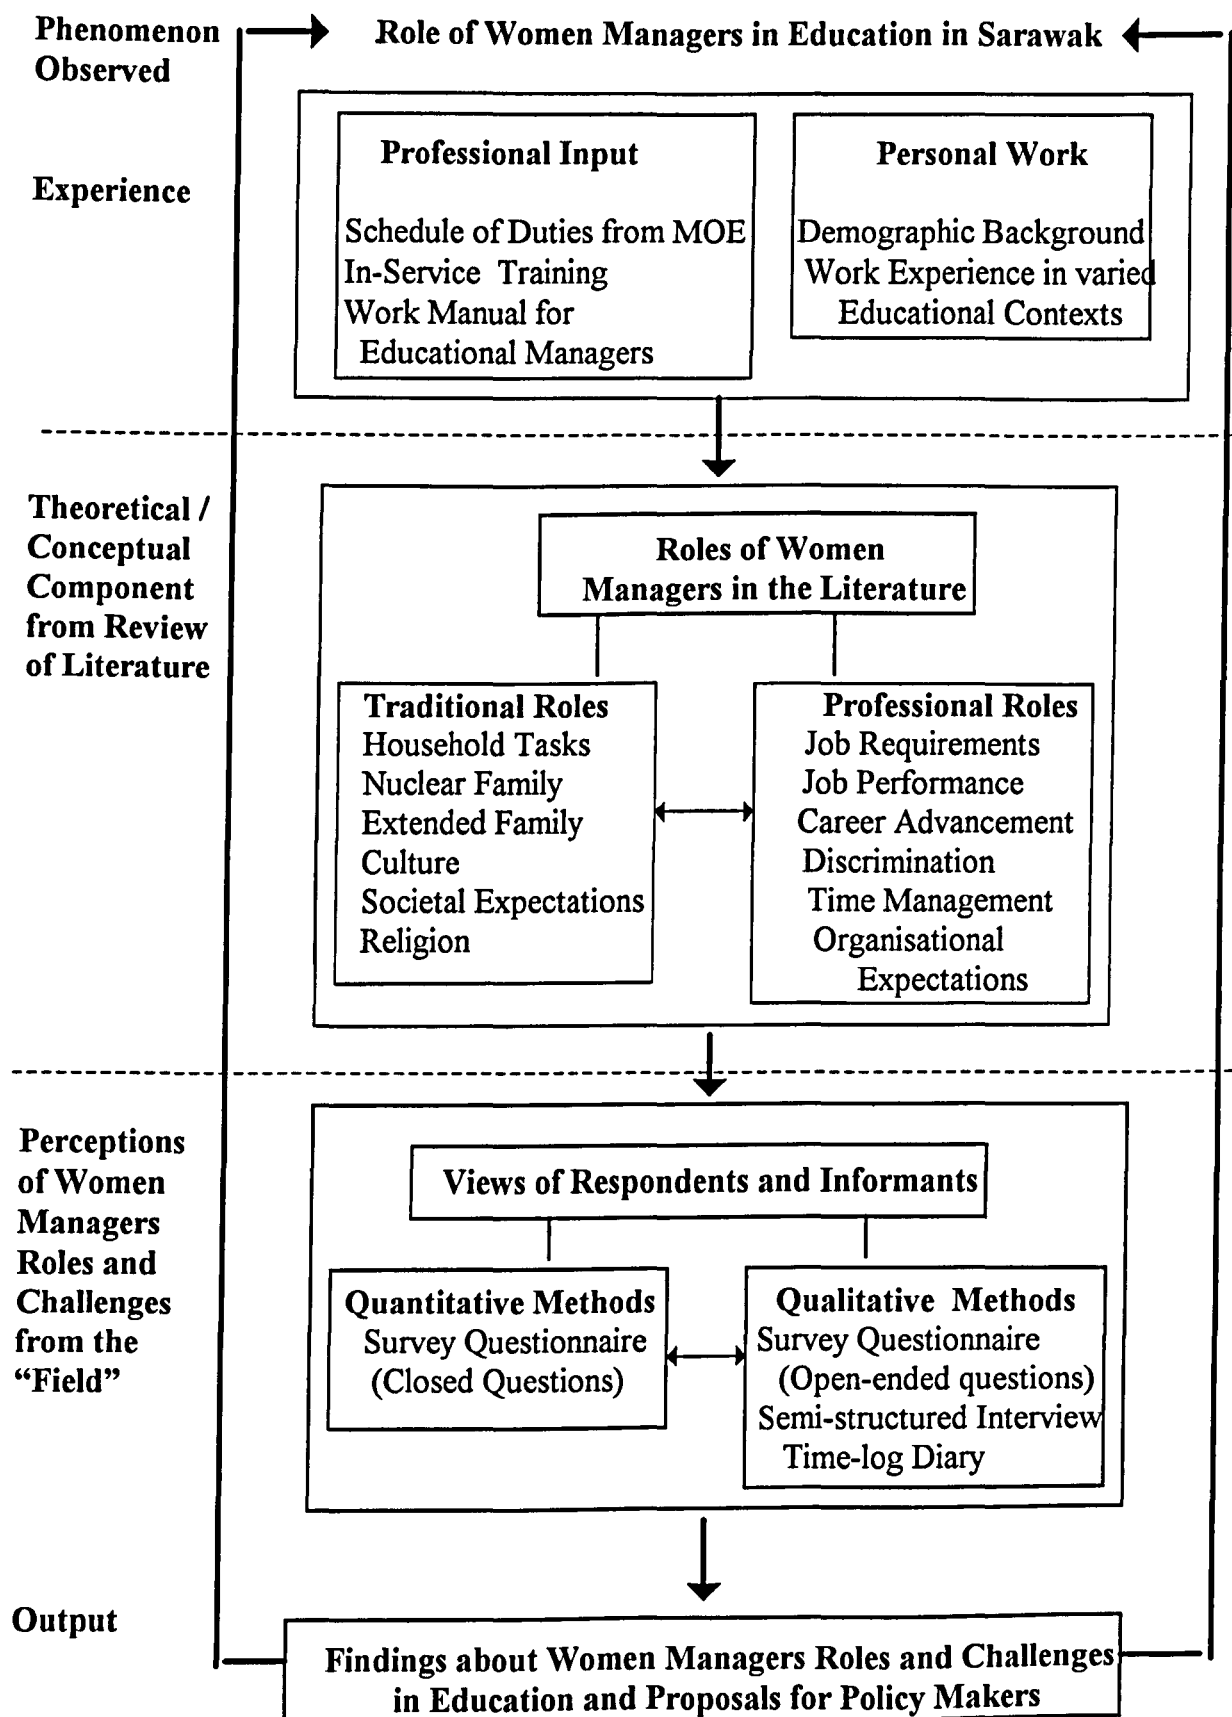 Phenomenon
Observed
Role of Women Managers in Education in Sarawak
Experience
Professional Input
Schedule of Duties from MOE
In-Service Training
Work Manual for
Educational Managers
Personal Work
Demographic Background
Work Experience in varied
Educational Contexts
Theoretical /
Conceptual
Component
from Review
of Literature
Roles of Women
Managers in the Literature
Traditional Roles
Household Tasks
Nuclear Family
Extended Family
Culture
Societal Expectations
Religion
Professional Roles
Job Requirements
Job Performance
Career Advancement
Discrimination
Time Management
Organisational
Expectations
Perceptions
of Women
Managers
Roles and
Challenges
from the
“Field”
Views of Respondents and Informants
Quantitative Methods
Survey Questionnaire
(Closed Questions)
Qualitative Methods
Survey Questionnaire
(Open-ended questions)
Semi-structured Interview
Time-log Diary
Output
Findings about Women Managers Roles and Challenges
in Education and Proposals for Policy Makers